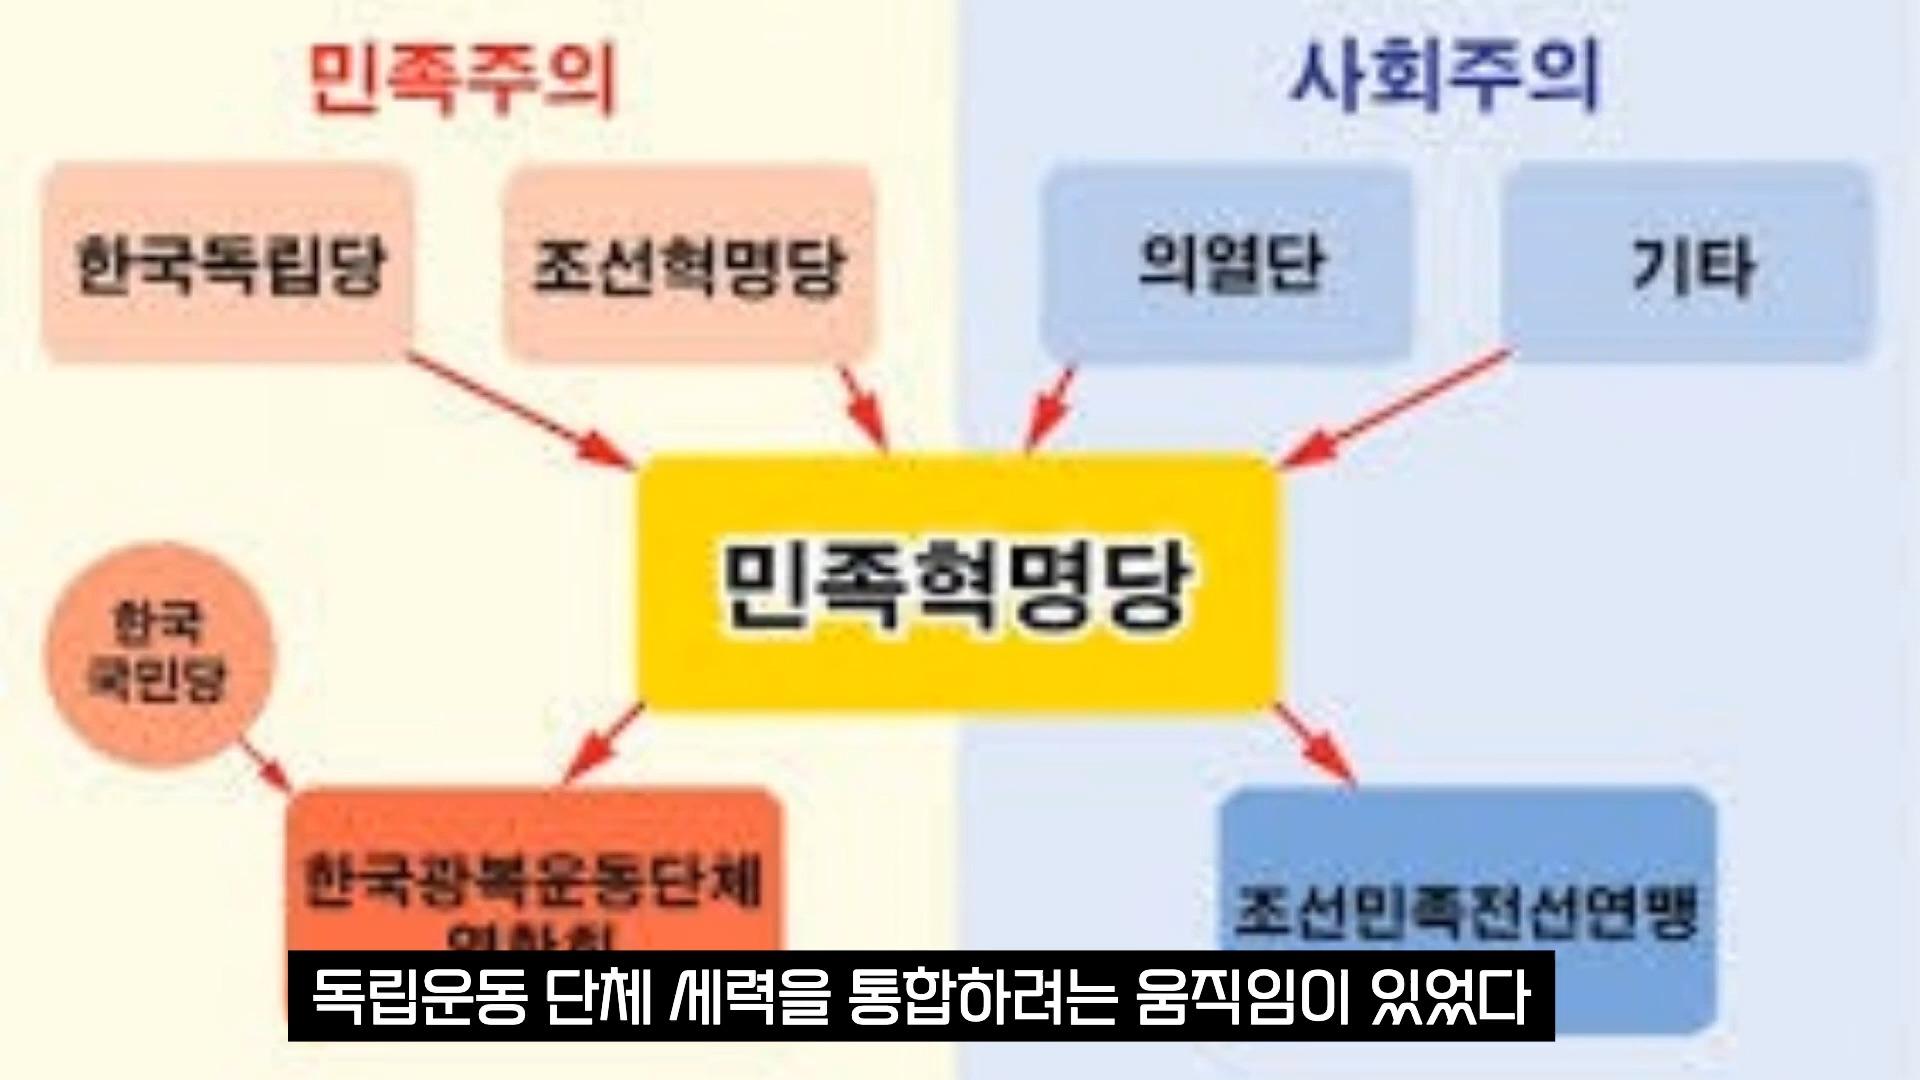 민족주의
사회주의
한국독립당
조선혁명당
의열단
기타
민족혁명당
한국
국민당
한국광복운동단체
조선민족전선연맹
독립운동 단체 세력을 통합하려는 움직임이 있었다